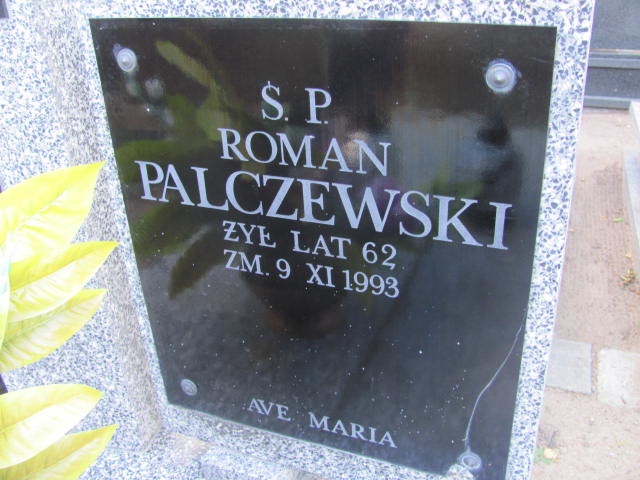 Ś. P.
ROMAN
PALCZEWSKI
ŻYŁ LAT 62
ZM. 9 XI 1993
AVE MARIA